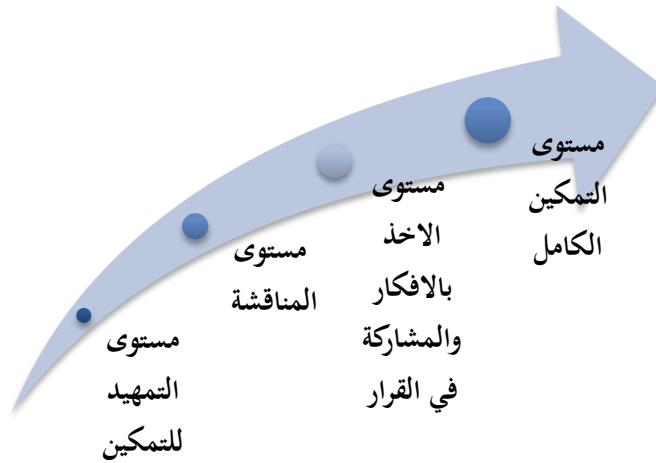 مستوى
التمهيد
للتمكين
مستوى
المناقشة
مستوى
الاخذ
بالافكار
والمشاركة
في القرار
مستوى
التمكين
الكامل